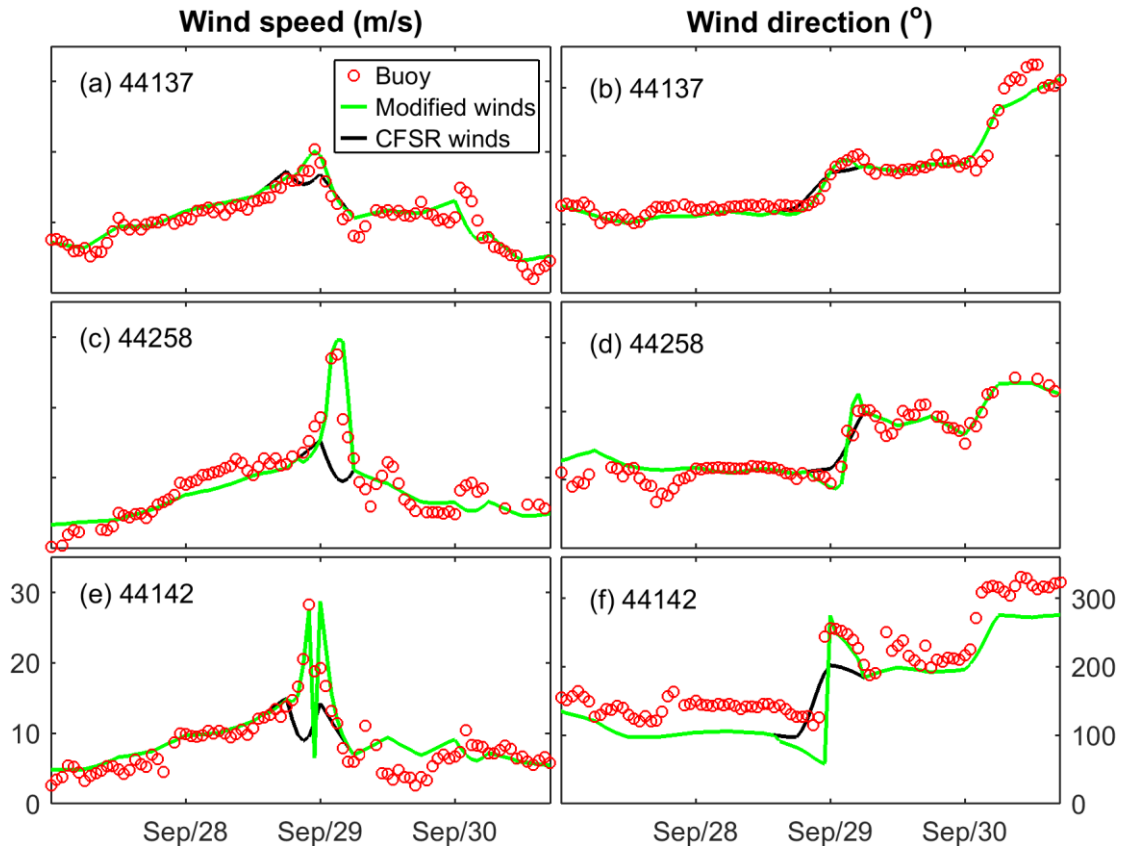 Wind speed (m/s)
Wind direction (°)
(a) 44137
Buoy
Modified winds
CFSR winds
(b) 44137
(c) 44258
(d) 44258
(e) 44142
(f) 44142
30
20
10
0
300
200
100
0
Sep/28
Sep/29
Sep/30
Sep/28
Sep/29
Sep/30